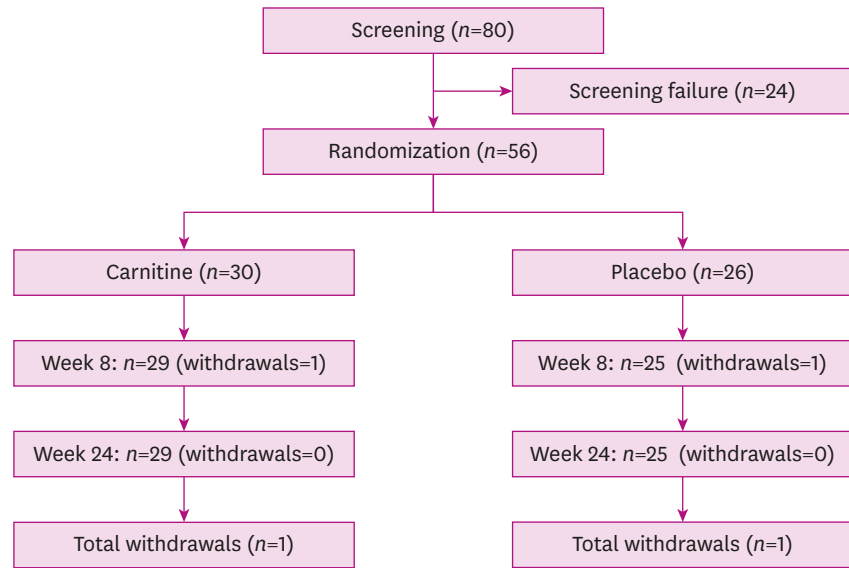 Screening (n=80)
Screening failure (n=24)
Randomization (n=56)
Carnitine (n=30)
Placebo (n=26)
Week 8: n=29 (withdrawals=1)
Week 8: n=25 (withdrawals=1)
Week 24: n=29 (withdrawals=0)
Week 24: n=25 (withdrawals=0)
Total withdrawals (n=1)
Total withdrawals (n=1)